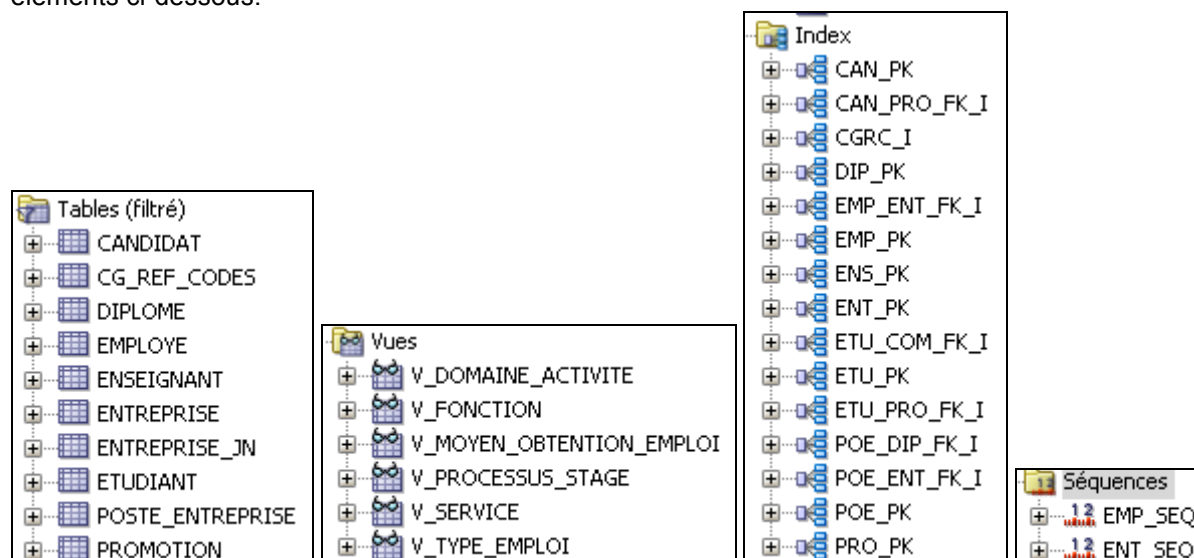 éléments ci-dessous:
Tables (filtré)
CANDIDAT
CG_REF_CODES
DIPLOME
EMPLOYE
ENSEIGNANT
ENTREPRISE
ENTREPRISE_JN
ETUDIANT
POSTE_ENTREPRISE
PROMOTION
Vues
V_DOMAINE_ACTIVITE
V_FONCTION
V_MOYEN_OBTENTION_EMPLOI
V_PROCESSUS_STAGE
V_SERVICE
V_TYPE_EMPLOI
Index
CAN_PK
CAN_PRO_FK_I
CGRC_I
DIP_PK
EMP_ENT_FK_I
EMP_PK
ENS_PK
ENT_PK
ETU_COM_FK_I
ETU_PK
ETU_PRO_FK_I
POE_DIP_FK_I
POE_ENT_FK_I
POE_PK
PRO_PK
Séquences
EMP_SEQ
ENT_SEQ